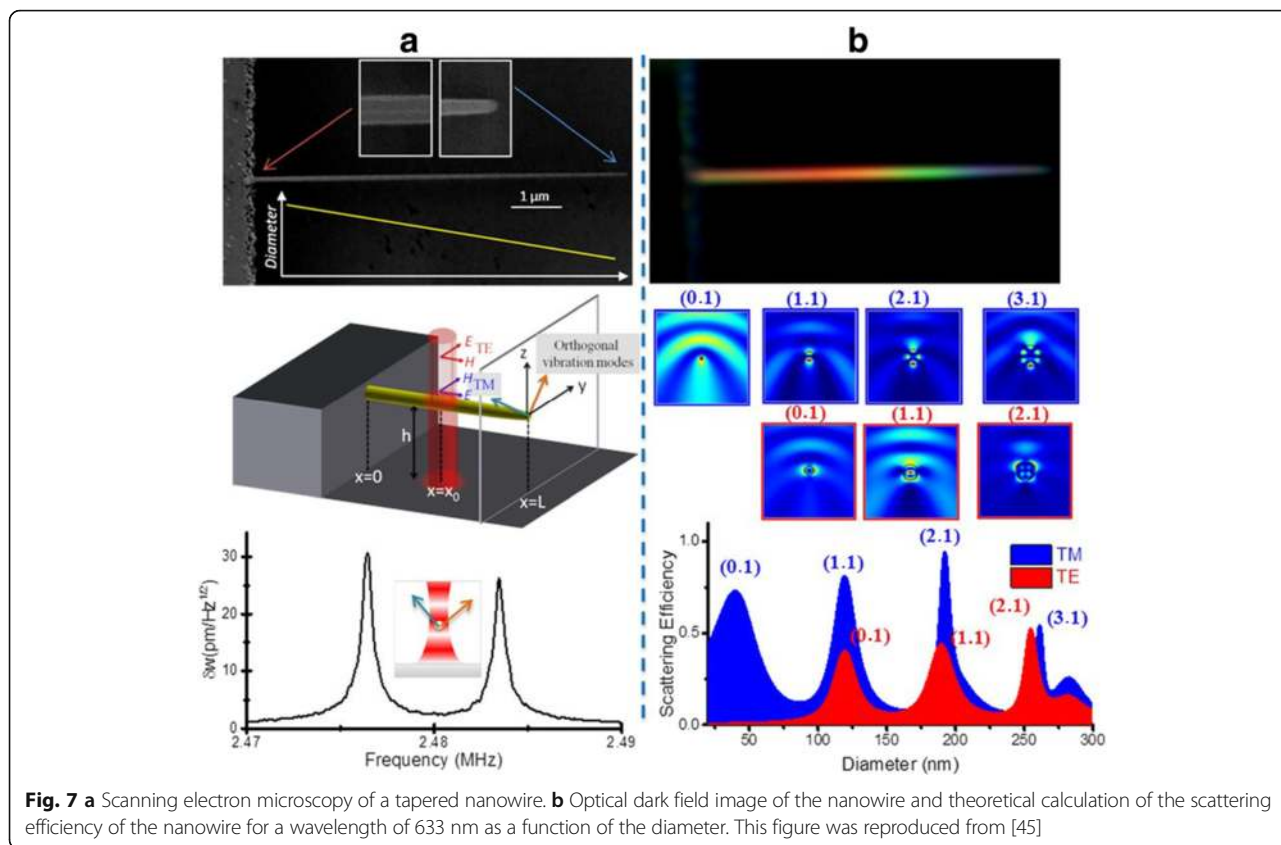 a
b
Diameter
1 µm
E TE
H
H TM
E
Orthogonal
vibration modes
z
y
h
x=0
x=x0
x=L
δw(pm/Hz1/2)
30
20
10
0
2.47
2.48
2.49
Frequency (MHz)
(0.1)
(1.1)
(2.1)
(3.1)
(0.1)
(1.1)
(2.1)
Scattering Efficiency
1.0
0.5
0.0
(0.1)
(1.1)
(2.1)
(0.1)
(1.1)
(2.1)
(3.1)
TM
TE
50
100
150
200
250
300
Diameter (nm)
Fig. 7 a Scanning electron microscopy of a tapered nanowire. b Optical dark field image of the nanowire and theoretical calculation of the scattering
efficiency of the nanowire for a wavelength of 633 nm as a function of the diameter. This figure was reproduced from [45]